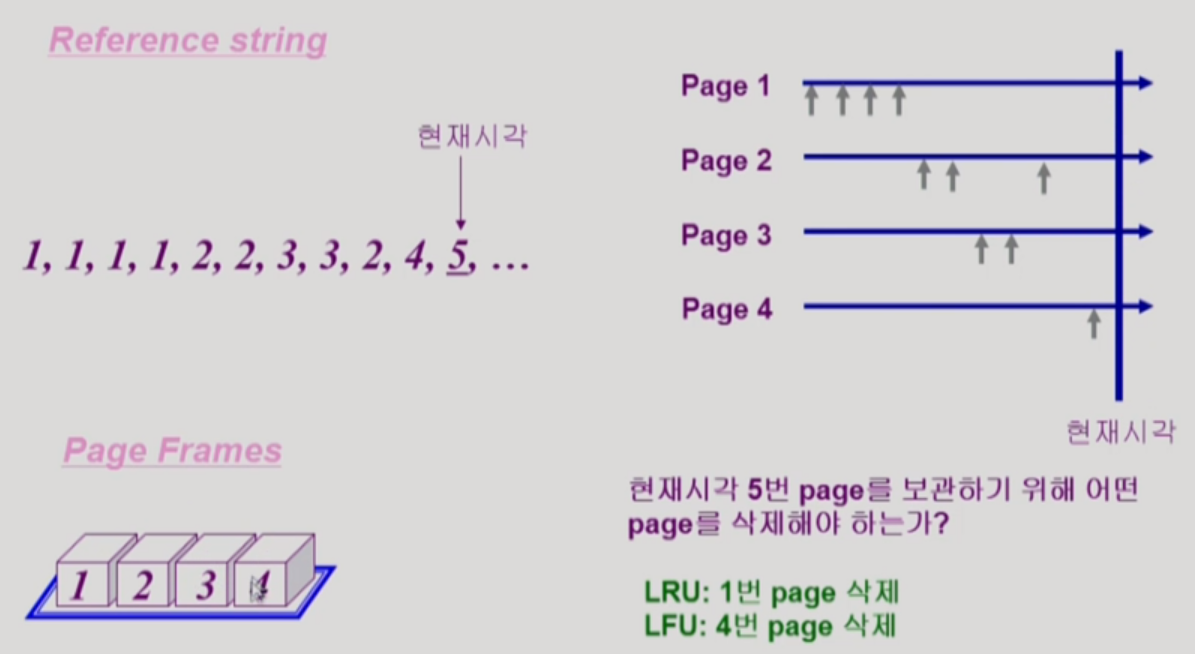 Reference string
현재시각
1, 1, 1, 1, 2, 2, 3, 3, 2, 4, 5, ...
Page 1
Page 2
Page 3
Page 4
현재시각
Page Frames
1 2 3 4
현재시각 5번 page를 보관하기 위해 어떤
page를 삭제해야 하는가?
LRU: 1번 page 삭제
LFU: 4번 page 삭제